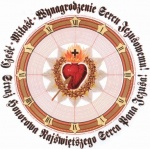 Cześć - Miłość - Wynagrodzenie Sercu Jezusowemu!
Straż Honorowa Najświętszego Serca Pana Jezusa!